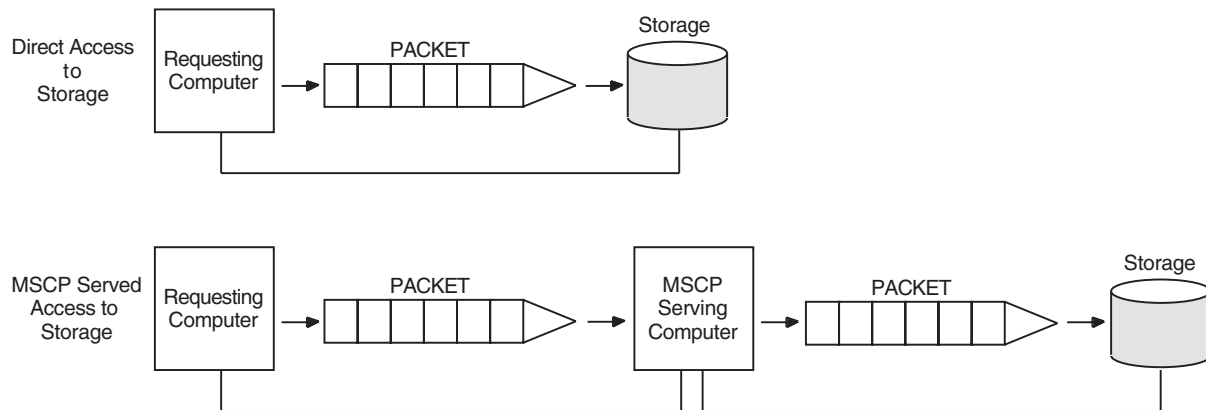 Direct Access
to
Storage
Requesting
Computer
PACKET
Storage
MSCP Served
Access to
Storage
Requesting
Computer
PACKET
MSCP
Serving
Computer
PACKET
Storage